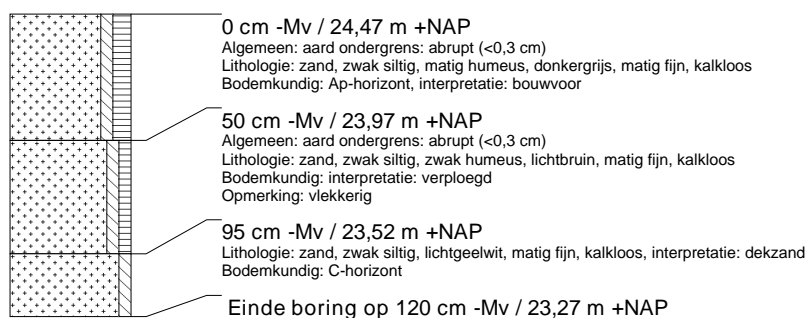 0 cm -Mv / 24,47 m +NAP
Algemeen: aard ondergrens: abrupt (<0,3 cm)
Lithologie: zand, zwak siltig, matig humeus, donkergrijs, matig fijn, kalkloos
Bodemkundig: Ap-horizont, interpretatie: bouwvoor
50 cm -Mv / 23,97 m +NAP
Algemeen: aard ondergrens: abrupt (<0,3 cm)
Lithologie: zand, zwak siltig, zwak humeus, lichtbruin, matig fijn, kalkloos
Bodemkundig: interpretatie: verploegd
Opmerking: vlekkerig
95 cm -Mv / 23,52 m +NAP
Lithologie: zand, zwak siltig, lichtgeelwit, matig fijn, kalkloos, interpretatie: dekzand
Bodemkundig: C-horizont
Einde boring op 120 cm -Mv / 23,27 m +NAP